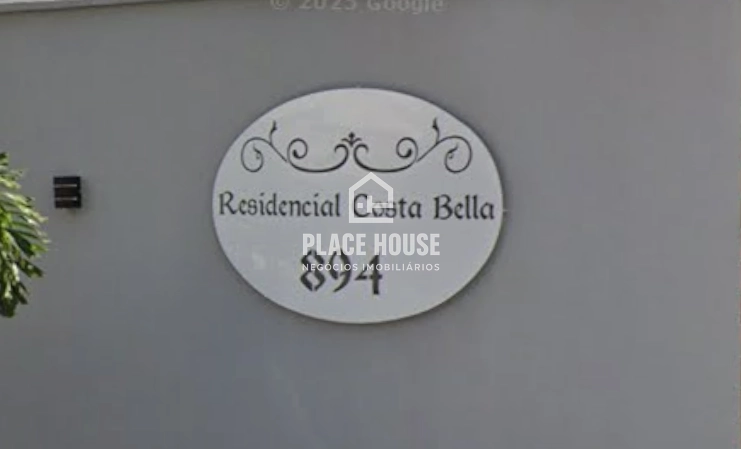 © 2023 Google
Residencial Costa Bella
PLACE HOUSE
NEGÓCIOS IMOBILIÁRIOS
894